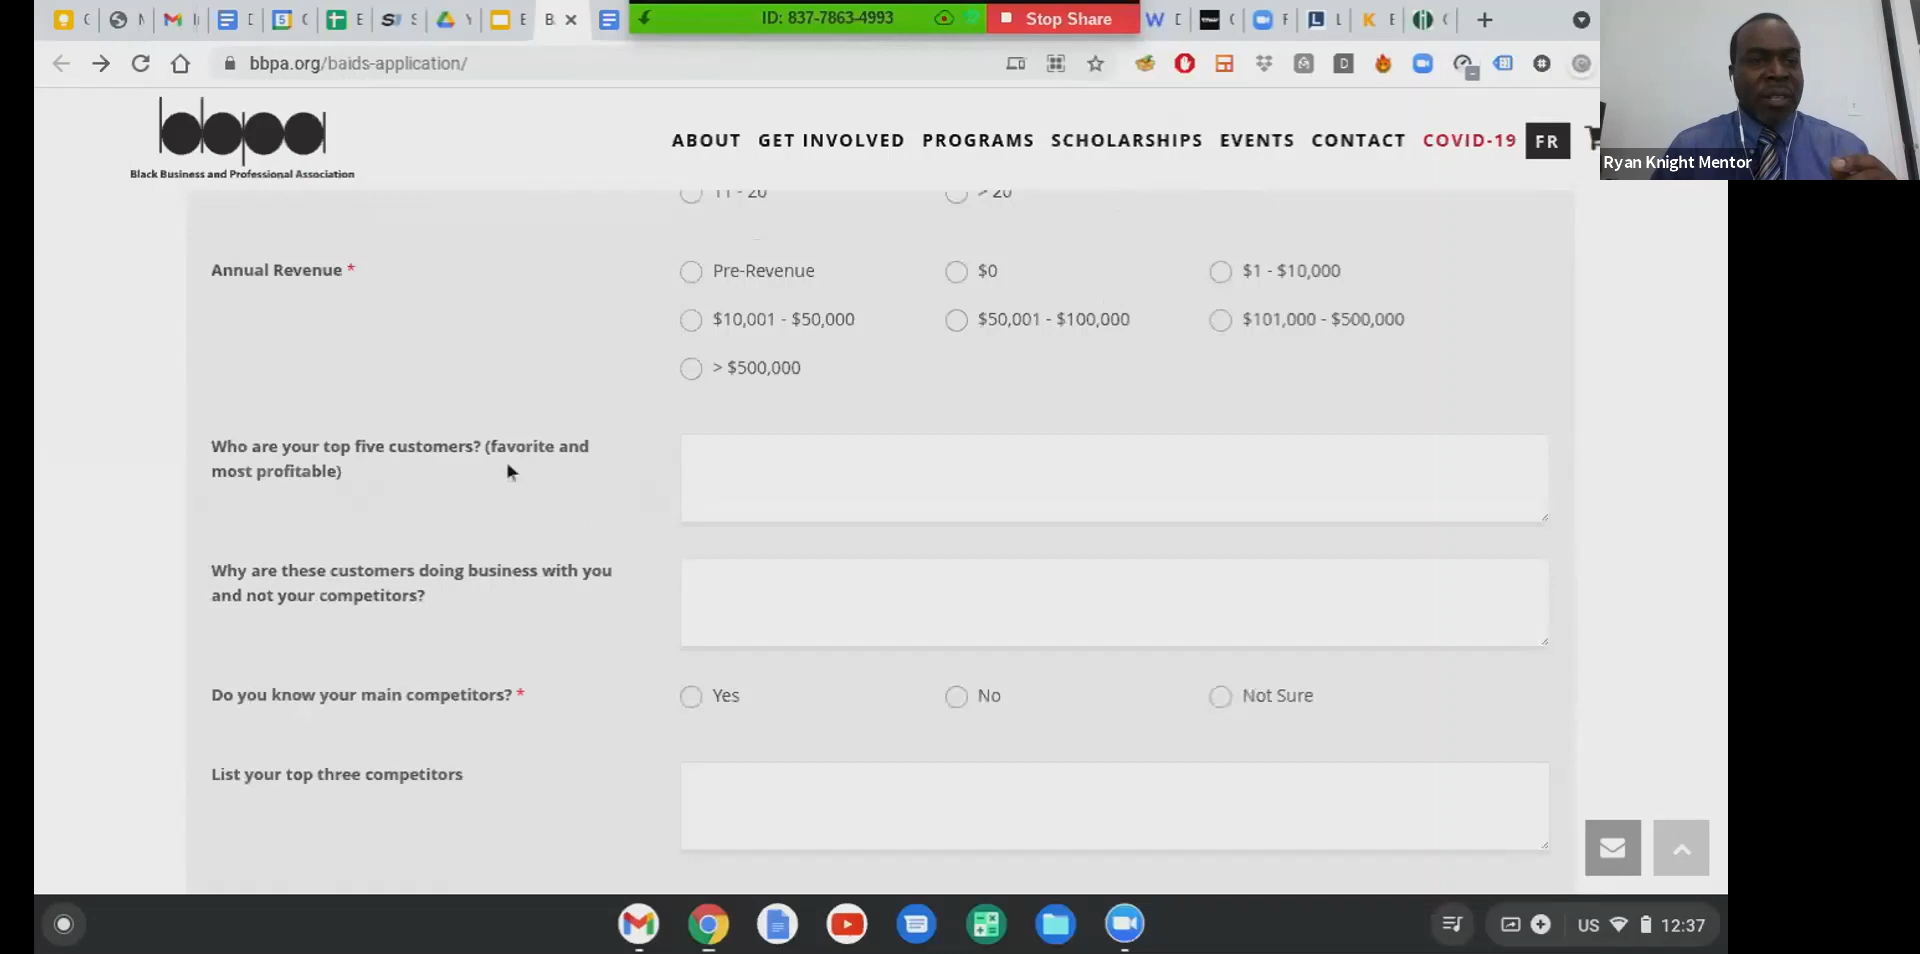 ID: 837-7863-4993
Stop Share
bbpa.org/baids-application/
bbpa
Black Business and Professional Association
ABOUT GET INVOLVED PROGRAMS SCHOLARSHIPS EVENTS CONTACT COVID-19 FR
Ryan Knight Mentor
11 - 20 > 20
Annual Revenue * Pre-Revenue $0 $1 - $10,000
$10,001 - $50,000 $50,001 - $100,000 $101,000 - $500,000
> $500,000
Who are your top five customers? (favorite and
most profitable)
Why are these customers doing business with you
and not your competitors?
Do you know your main competitors? * Yes No Not Sure
List your top three competitors
US 12:37